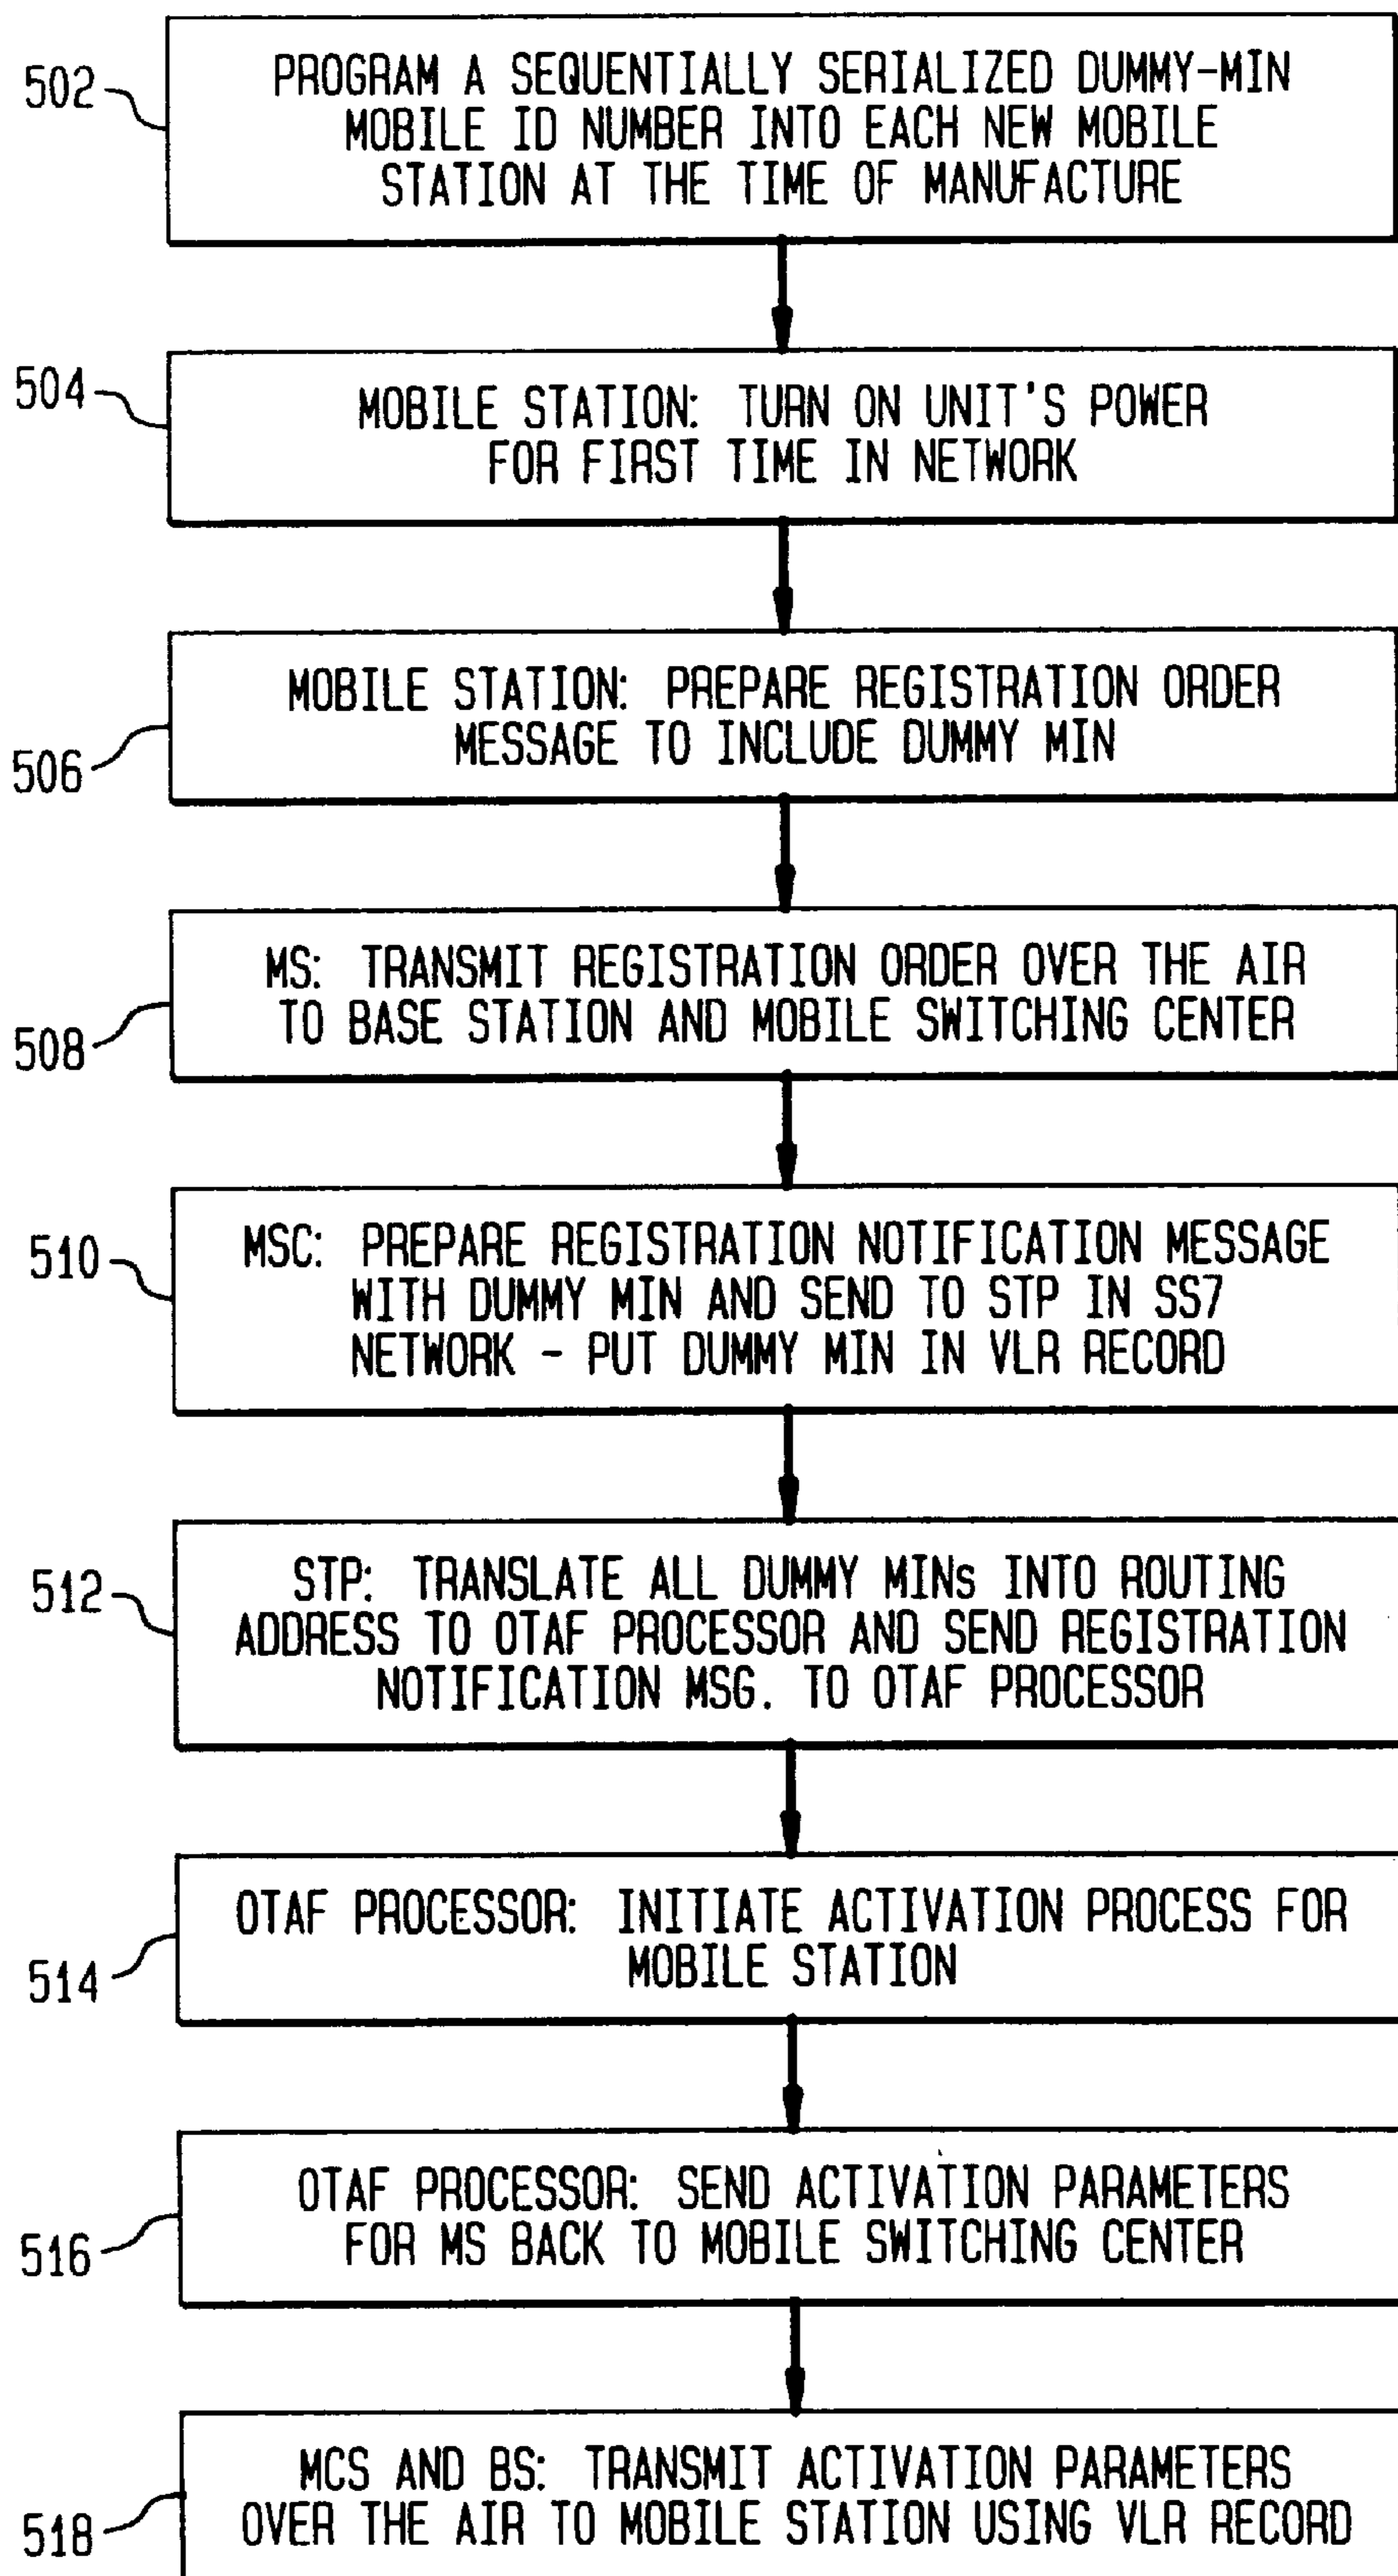 502
PROGRAM A SEQUENTIALLY SERIALIZED DUMMY-MIN
MOBILE ID NUMBER INTO EACH NEW MOBILE
STATION AT THE TIME OF MANUFACTURE
504
MOBILE STATION: TURN ON UNIT'S POWER
FOR FIRST TIME IN NETWORK
506
MOBILE STATION: PREPARE REGISTRATION ORDER
MESSAGE TO INCLUDE DUMMY MIN
508
MS: TRANSMIT REGISTRATION ORDER OVER THE AIR
TO BASE STATION AND MOBILE SWITCHING CENTER
510
MSC: PREPARE REGISTRATION NOTIFICATION MESSAGE
WITH DUMMY MIN AND SEND TO STP IN SS7
NETWORK - PUT DUMMY MIN IN VLR RECORD
512
STP: TRANSLATE ALL DUMMY MINs INTO ROUTING
ADDRESS TO OTAF PROCESSOR AND SEND REGISTRATION
NOTIFICATION MSG. TO OTAF PROCESSOR
514
OTAF PROCESSOR: INITIATE ACTIVATION PROCESS FOR
MOBILE STATION
516
OTAF PROCESSOR: SEND ACTIVATION PARAMETERS
FOR MS BACK TO MOBILE SWITCHING CENTER
518
MCS AND BS: TRANSMIT ACTIVATION PARAMETERS
OVER THE AIR TO MOBILE STATION USING VLR RECORD